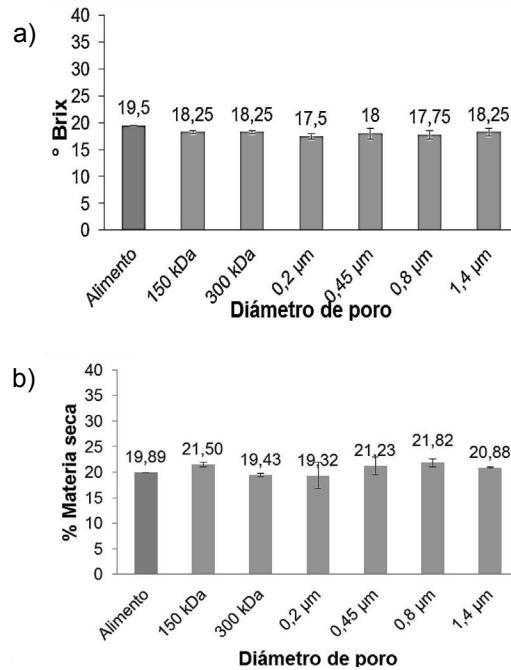 a)
° Brix
40
35
30
25
20
15
10
5
0
19,5 18,25 18,25 17,5 18 17,75 18,25
Alimento 150 kDa 300 kDa 0,2 µm 0,45 µm 0,8 µm 1,4 µm
Diámetro de poro
b)
% Materia seca
40
35
30
25
20
15
10
5
0
19,89 21,50 19,43 19,32 21,23 21,82 20,88
Alimento 150 kDa 300 kDa 0,2 µm 0,45 µm 0,8 µm 1,4 µm
Diámetro de poro